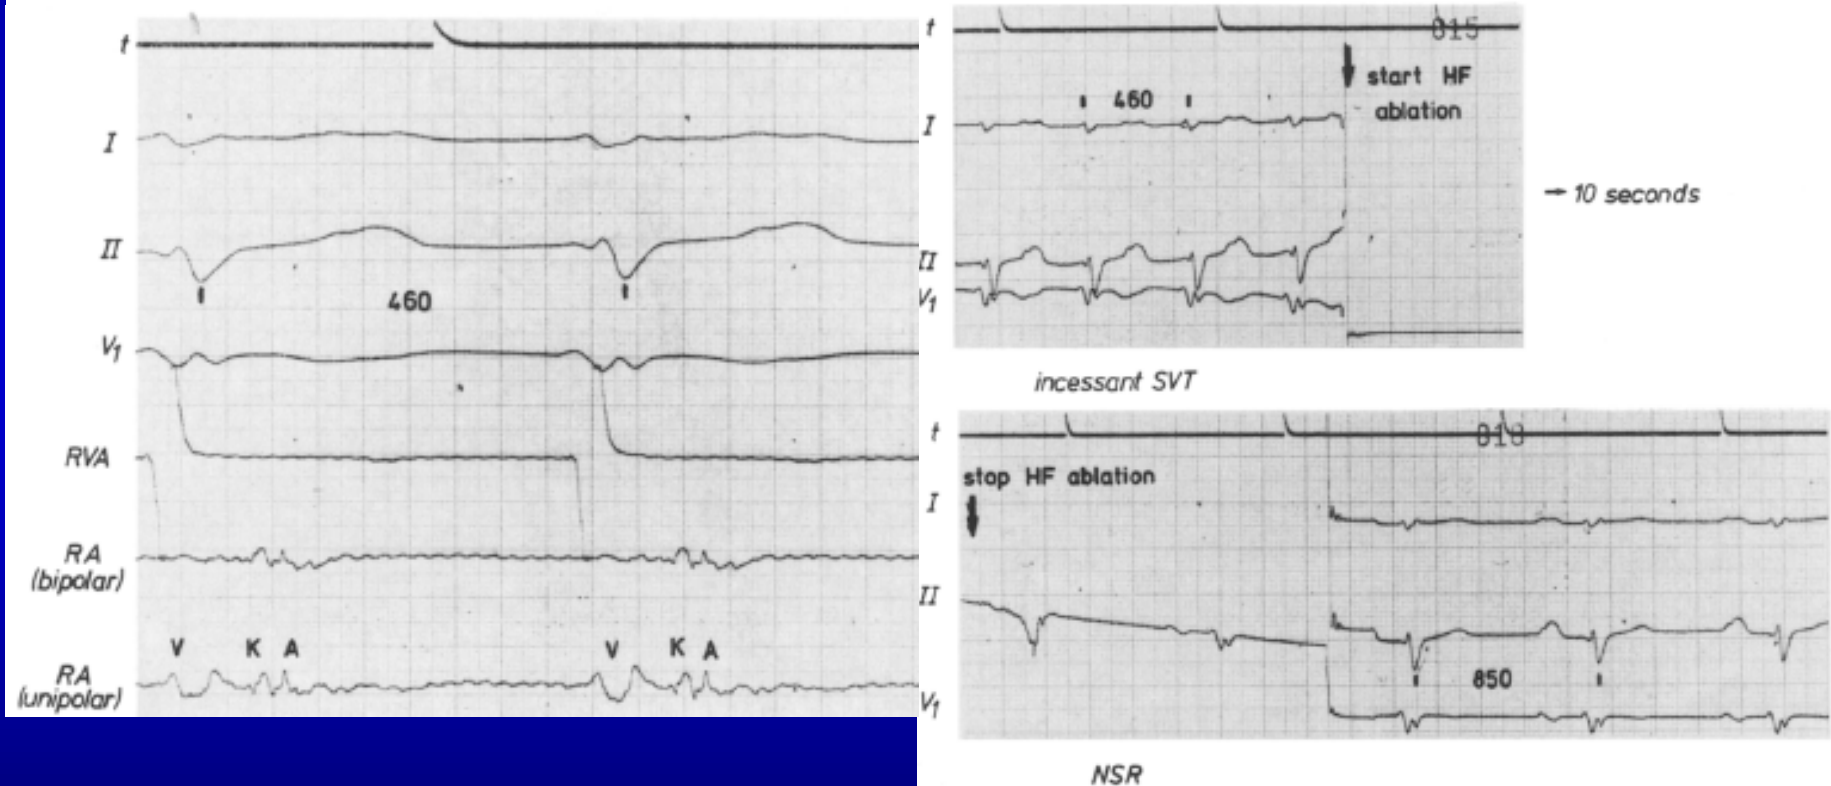 t
I
II
460
V1
RVA
RA
(bipolar)
V K A V K A
RA
(unipolar)
t
015
start HF
ablation
460
I
→ 10 seconds
II
V1
incessant SVT
t
stop HF ablation
I
II
850
V1
NSR